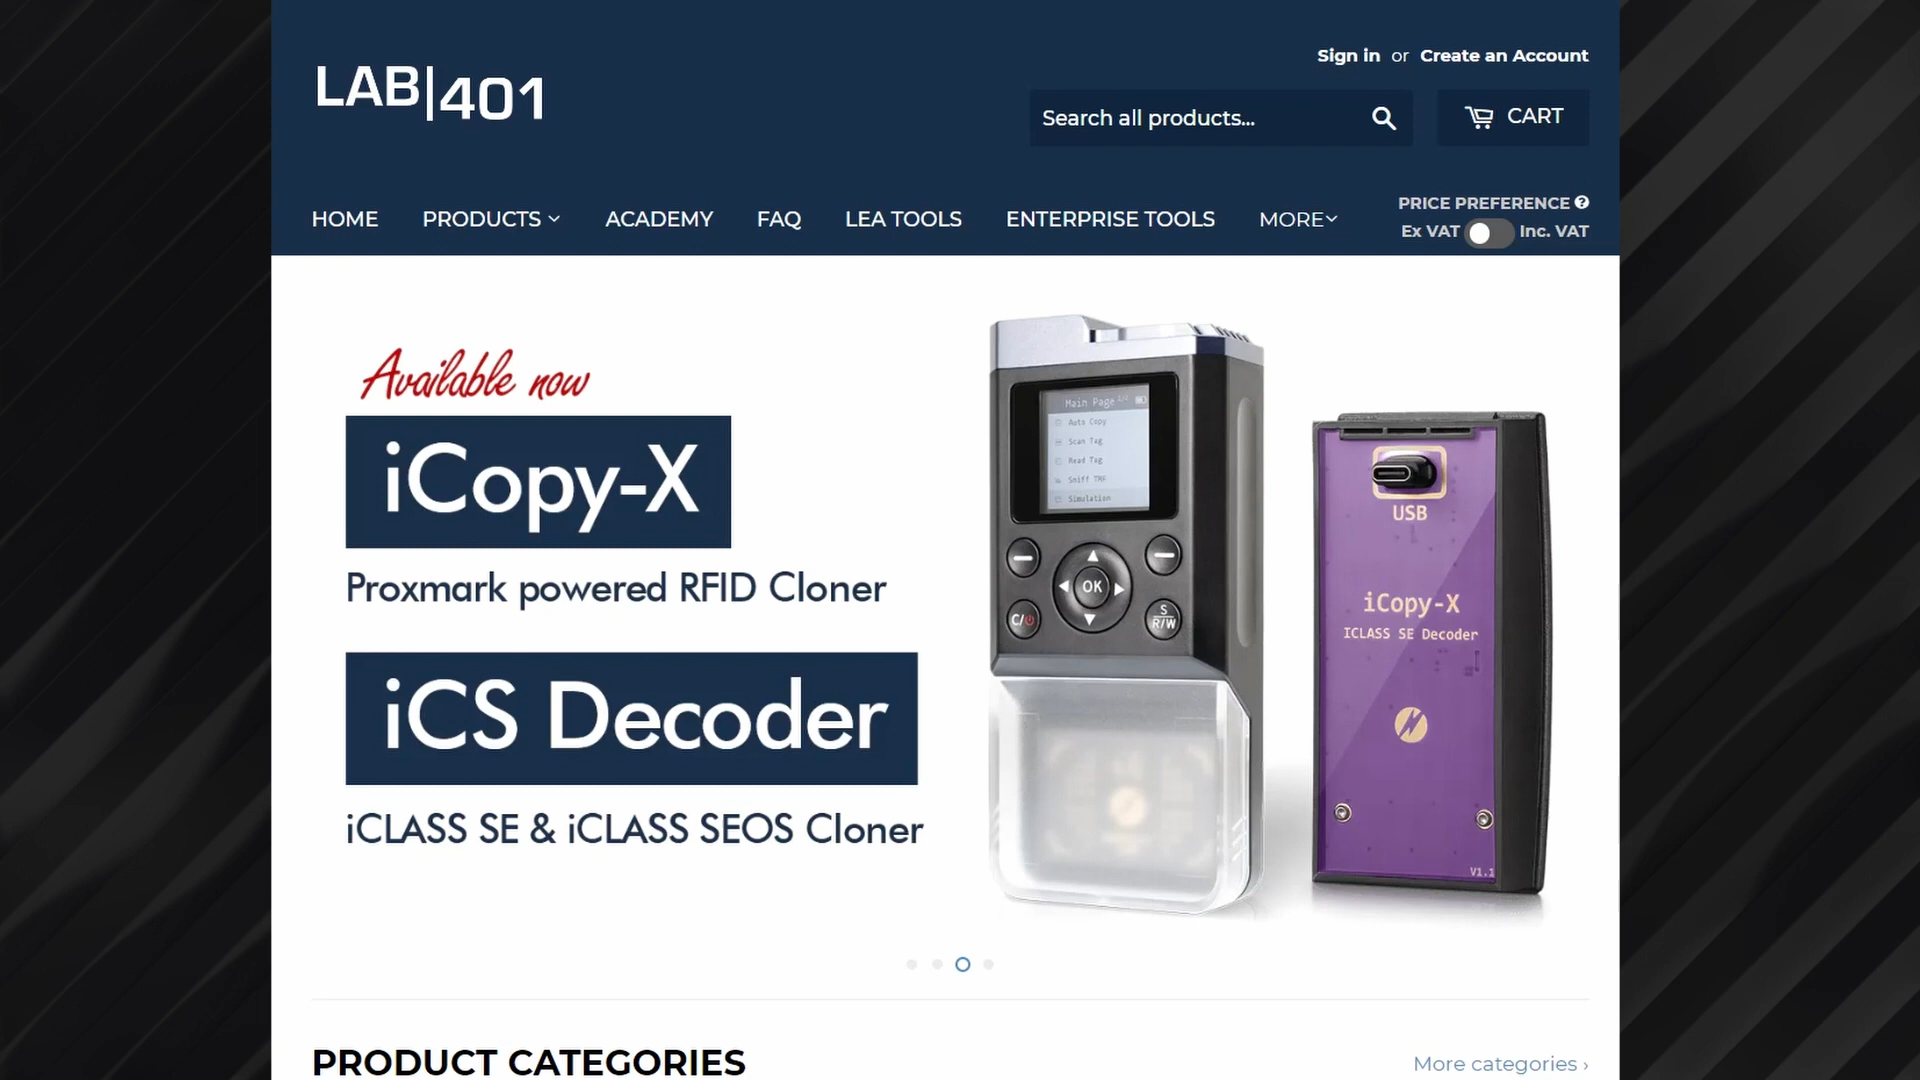 Sign in or Create an Account
LAB|401
Search all products...
CART
HOME
PRODUCTS
ACADEMY
FAQ
LEA TOOLS
ENTERPRISE TOOLS
MORE
PRICE PREFERENCE
Ex VAT
Inc. VAT
Available now
iCopy-X
Proxmark powered RFID Cloner
iCS Decoder
iCLASS SE & iCLASS SEOS Cloner
Main Page 1/2
Auto Copy
Scan Tag
Read Tag
Sniff TRF
Simulation
OK
C/
S
R/W
USB
iCopy-X
ICLASS SE Decoder
V1.1
PRODUCT CATEGORIES
More categories ›